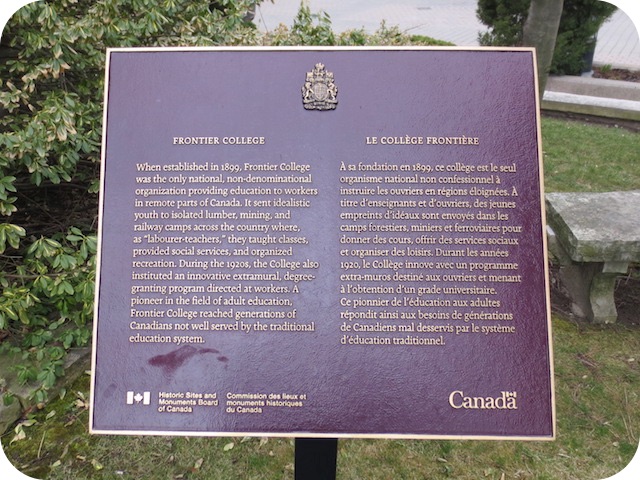 FRONTIER COLLEGE
When established in 1899, Frontier College
was the only national, non-denominational
organization providing education to workers
in remote parts of Canada. It sent idealistic
youth to isolated lumber, mining, and
railway camps across the country where,
as “labourer-teachers,” they taught classes,
provided social services, and organized
recreation. During the 1920s, the College also
instituted an innovative extramural, degree-
granting program directed at workers. A
pioneer in the field of adult education,
Frontier College reached generations of
Canadians not well served by the traditional
education system.
LE COLLÈGE FRONTIÈRE
À sa fondation en 1899, ce collège est le seul
organisme national non confessionnel à
instruire les ouvriers en régions éloignées. À
titre d’enseignants et d’ouvriers, des jeunes
empreints d’idéaux sont envoyés dans les
camps forestiers, miniers et ferroviaires pour
donner des cours, offrir des services sociaux
et organiser des loisirs. Durant les années
1920, le Collège innove avec un programme
extra-muros destiné aux ouvriers et menant
à l’obtention d’un grade universitaire.
Ce pionnier de l’éducation aux adultes
répondit ainsi aux besoins de générations
de Canadiens mal desservis par le système
d’éducation traditionnel.
Historic Sites and
Monuments Board
of Canada
Commission des lieux et
monuments historiques
du Canada
Canada